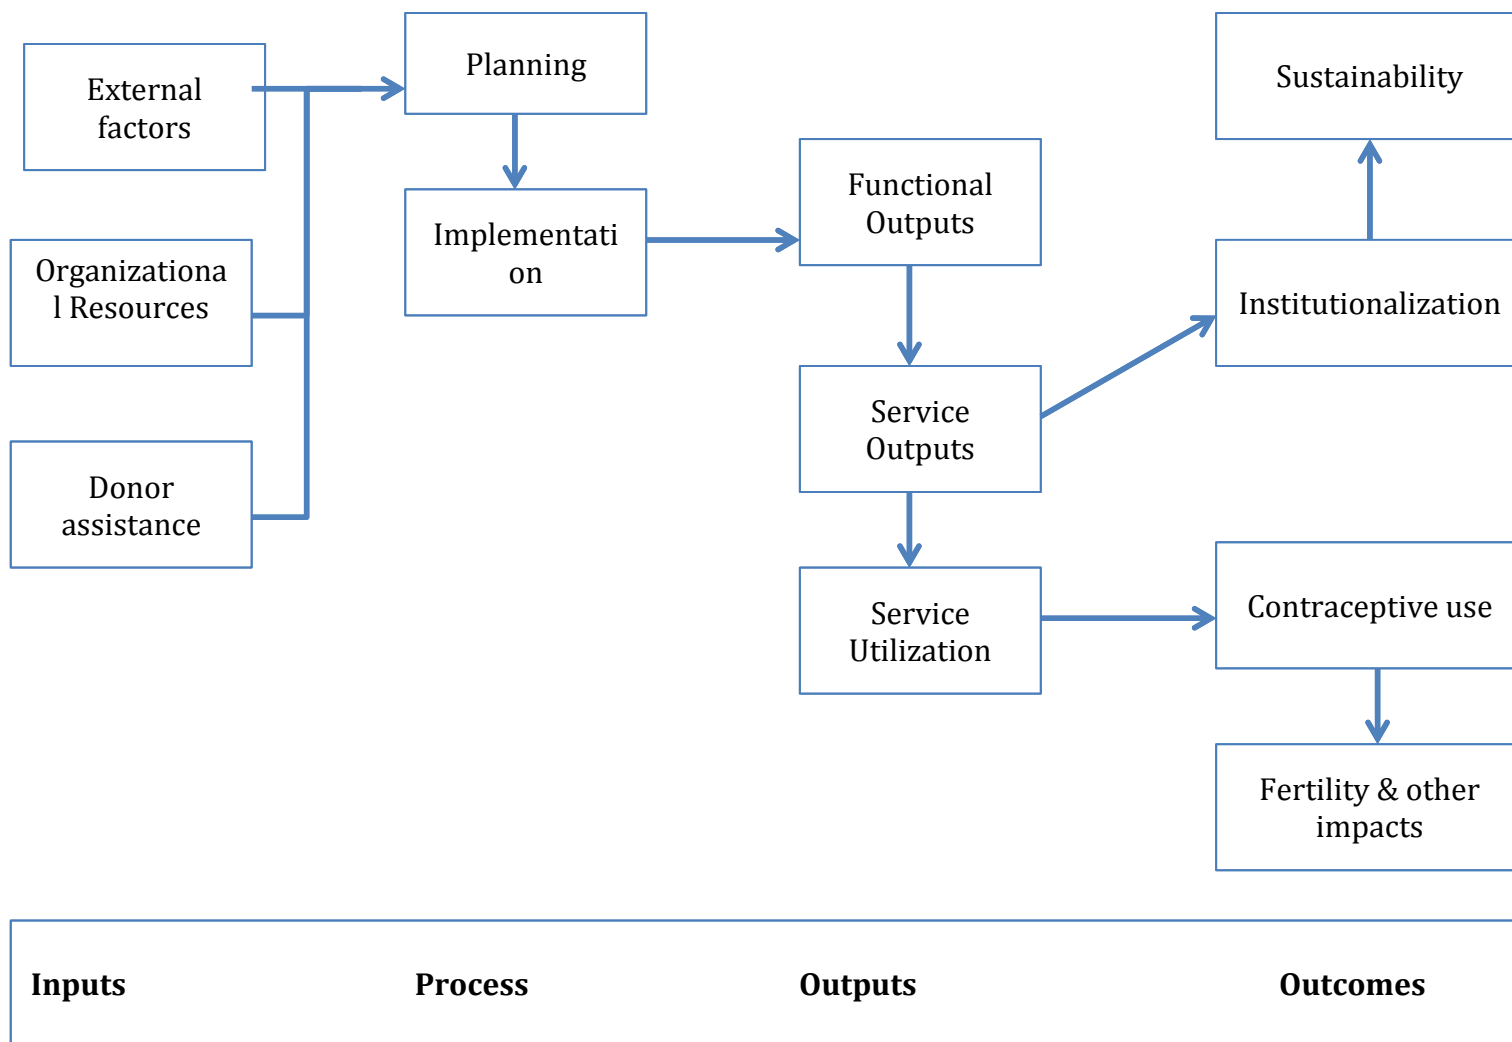 External
factors
Organizationa
l Resources
Donor
assistance
Planning
Implementati
on
Functional
Outputs
Service
Outputs
Service
Utilization
Sustainability
Institutionalization
Contraceptive use
Fertility & other
impacts
Inputs
Process
Outputs
Outcomes